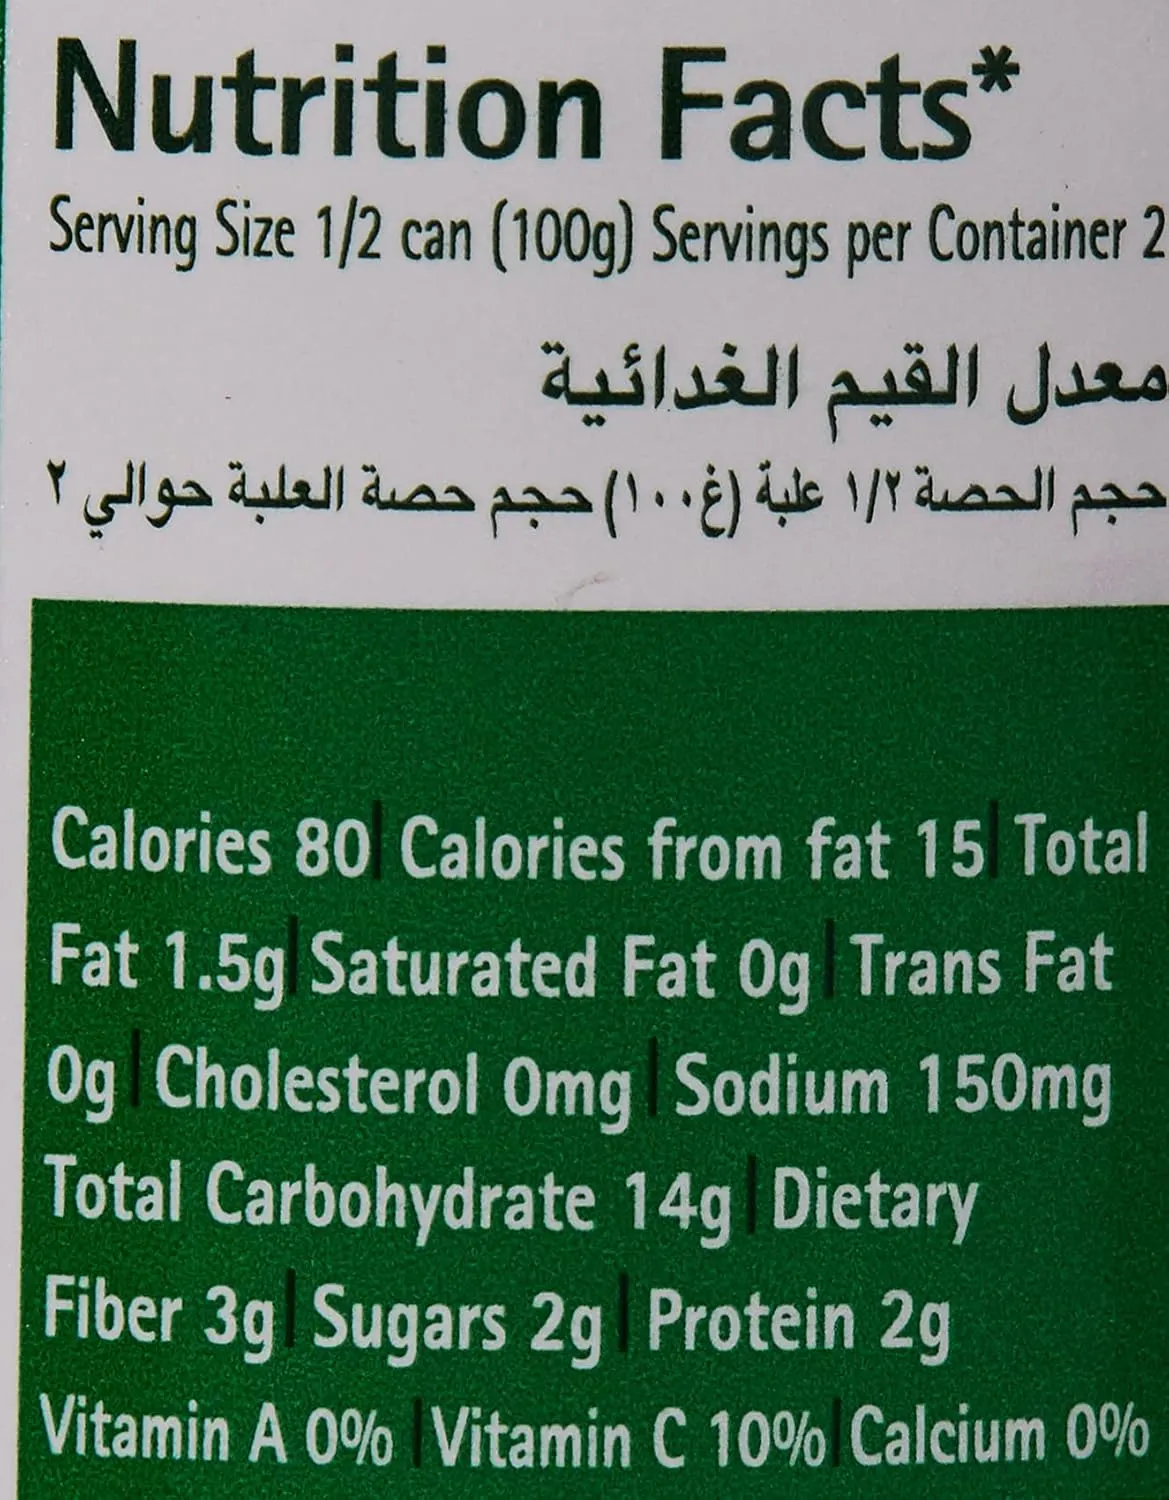 Nutrition Facts*
Serving Size 1/2 can (100g) Servings per Container 2
معدل القيم الغدائية
حجم الحصة ١/٢ علبة (١٠٠غ) حجم حصة العلبة حوالي ٢
Calories 80| Calories from fat 15| Total
Fat 1.5g| Saturated Fat 0g | Trans Fat
0g | Cholesterol 0mg | Sodium 150mg
Total Carbohydrate 14g | Dietary
Fiber 3g | Sugars 2g | Protein 2g
Vitamin A 0% | Vitamin C 10% | Calcium 0%